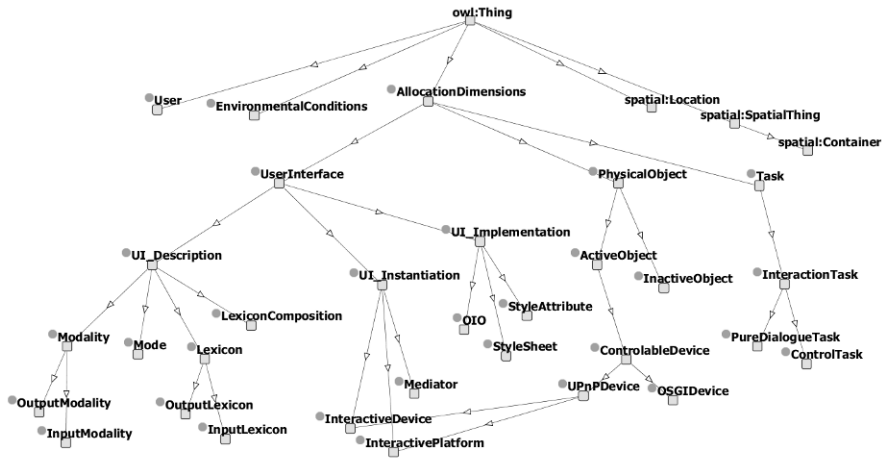 owl:Thing
User
EnvironmentalConditions
AllocationDimensions
spatial:Location
spatial:SpatialThing
spatial:Container
UserInterface
PhysicalObject
Task
UI_Description
UI_Instantiation
UI_Implementation
ActiveObject
InactiveObject
InteractionTask
LexiconComposition
OIO
StyleAttribute
Modality
Mode
Lexicon
StyleSheet
ControlableDevice
PureDialogueTask
ControlTask
Mediator
UPnPDevice
OSGIDevice
OutputModality
OutputLexicon
InteractiveDevice
InputModality
InputLexicon
InteractivePlatform